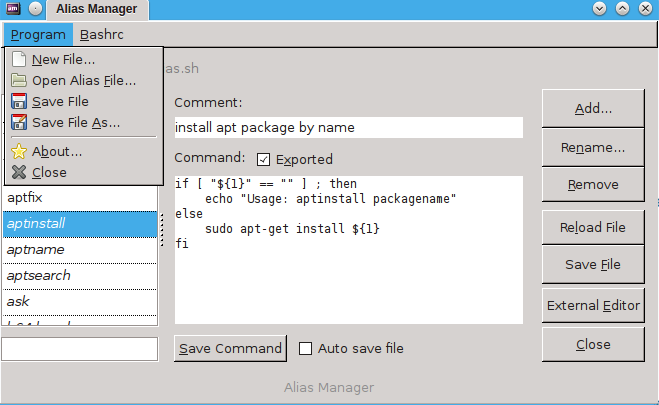 am
Alias Manager
Program Bashrc
New File...
Open Alias File...
Save File
Save File As...
About...
Close
as.sh
Comment:
install apt package by name
Command: Exported
if [ "${1}" == "" ] ; then
echo "Usage: aptinstall packagename"
else
sudo apt-get install ${1}
fi
aptfix
aptinstall
aptname
aptsearch
ask
Save Command
Auto save file
Add...
Rename...
Remove
Reload File
Save File
External Editor
Close
Alias Manager